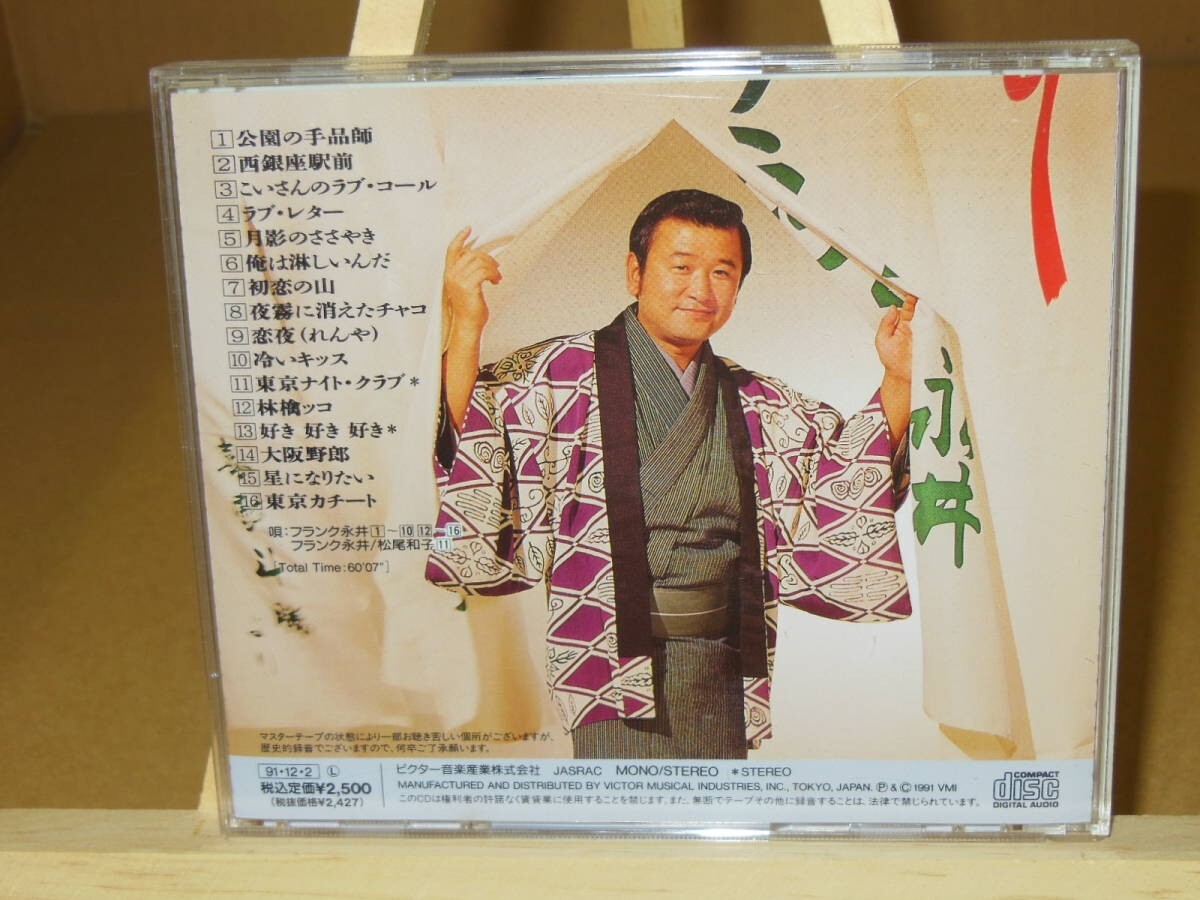 1 公園の手品師
2 西銀座駅前
3 こいさんのラブ・コール
4 ラブ・レター
5 月影のささやき
6 俺は淋しいんだ
7 初恋の山
8 夜霧に消えたチャコ
9 恋夜(れんや)
10 冷いキッス
11 東京ナイト・クラブ*
12 林檎ッコ
13 好き 好き 好き*
14 大阪野郎
15 星になりたい
16 東京カチート
唄:フランク永井 1~10 12~16
フランク永井/松尾和子 11
[Total Time:60'07"]
永井
マスターテープの状態により一部お聴き苦しい個所がございますが、
歴史的録音でございますので、何卒ご了承願います。
91・12・2 Ⓛ
税込定価¥2,500
(税抜価格¥2,427)
ビクター音楽産業株式会社 JASRAC MONO/STEREO *STEREO
MANUFACTURED AND DISTRIBUTED BY VICTOR MUSICAL INDUSTRIES, INC., TOKYO, JAPAN. Ⓟ & Ⓒ 1991 VMI
このCDは権利者の許諾なく賃貸業に使用することを禁じます。また、無断でテープその他に録音することは、法律で禁じられています。
COMPACT
disc
DIGITAL AUDIO